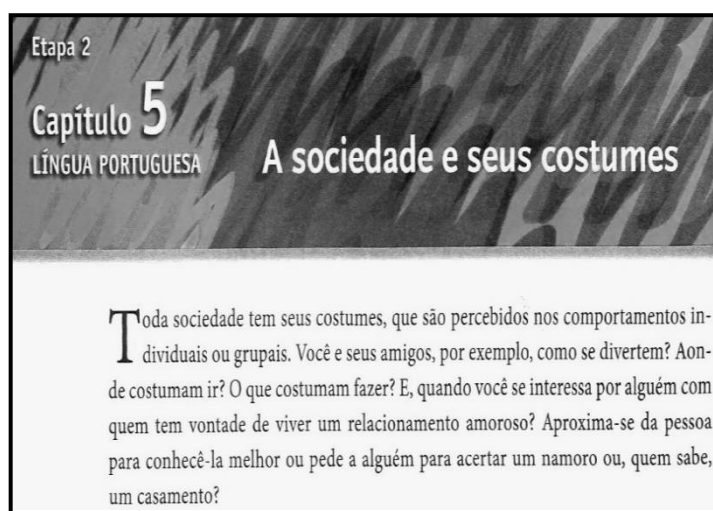 Etapa 2
Capítulo 5
LÍNGUA PORTUGUESA
A sociedade e seus costumes
Toda sociedade tem seus costumes, que são percebidos nos comportamentos in-
dividuais ou grupais. Você e seus amigos, por exemplo, como se divertem? Aon-
de costumam ir? O que costumam fazer? E, quando você se interessa por alguém com
quem tem vontade de viver um relacionamento amoroso? Aproxima-se da pessoa
para conhecê-la melhor ou pede a alguém para acertar um namoro ou, quem sabe,
um casamento?